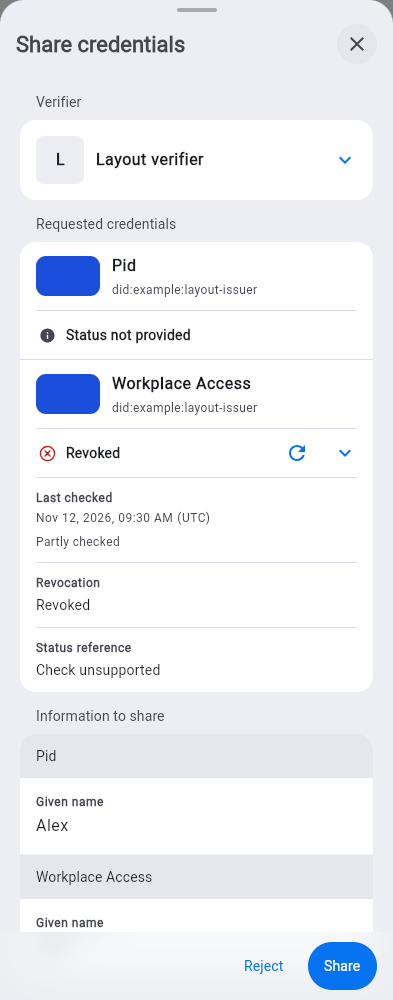 Share credentials
Verifier
L
Layout verifier
Requested credentials
Pid
did:example:layout-issuer
Status not provided
Workplace Access
did:example:layout-issuer
Revoked
Last checked
Nov 12, 2026, 09:30 AM (UTC)
Partly checked
Revocation
Revoked
Status reference
Check unsupported
Information to share
Pid
Given name
Alex
Workplace Access
Given name
Reject
Share